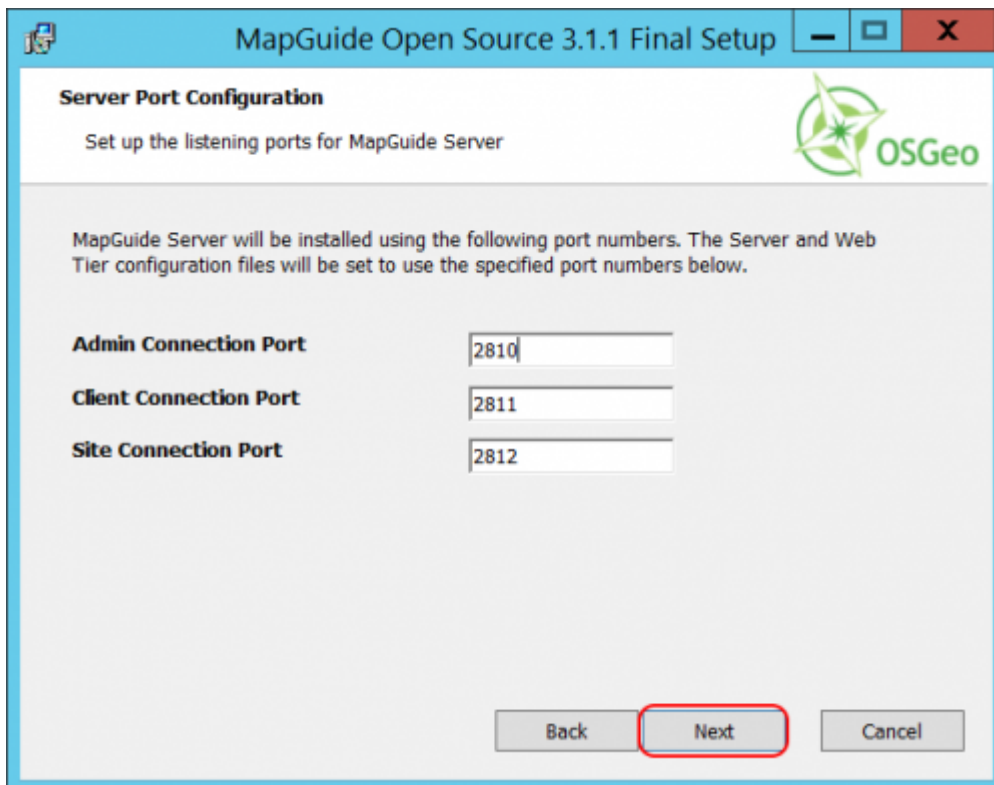 MapGuide Open Source 3.1.1 Final Setup
Server Port Configuration
Set up the listening ports for MapGuide Server
OSGeo
MapGuide Server will be installed using the following port numbers. The Server and Web
Tier configuration files will be set to use the specified port numbers below.
Admin Connection Port 2810
Client Connection Port 2811
Site Connection Port 2812
Back Next Cancel